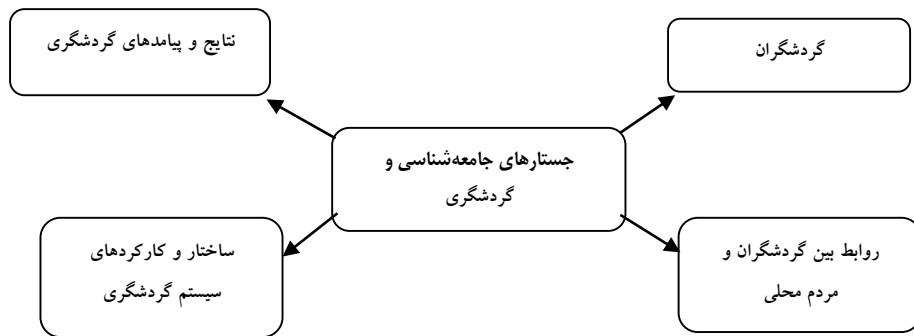 گردشگران
نتایج و پیامدهای گردشگری
جستارهای جامعه‌شناسی و
گردشگری
روابط بین گردشگران و
مردم محلی
ساختار و کارکردهای
سیستم گردشگری